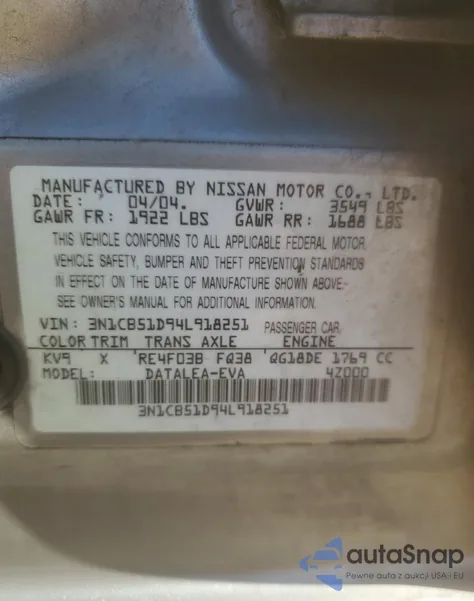 MANUFACTURED BY NISSAN MOTOR CO., LTD.
DATE: 04/04. GVWR: 3549 LBS
GAWR FR: 1922 LBS GAWR RR: 1688 LBS
THIS VEHICLE CONFORMS TO ALL APPLICABLE FEDERAL MOTOR
VEHICLE SAFETY, BUMPER AND THEFT PREVENTION STANDARDS
IN EFFECT ON THE DATE OF MANUFACTURE SHOWN ABOVE.
SEE OWNER'S MANUAL FOR ADDITIONAL INFORMATION.
VIN: 3N1CB51D94L918251 PASSENGER CAR
COLOR TRIM TRANS AXLE ENGINE
KV9 X RE4F03B FQ38 QG18DE 1769 CC
MODEL: DATALEA-EVA 4Z000
3N1CB51D94L918251
autoSnap
Pewne auta z aukcji USA i EU